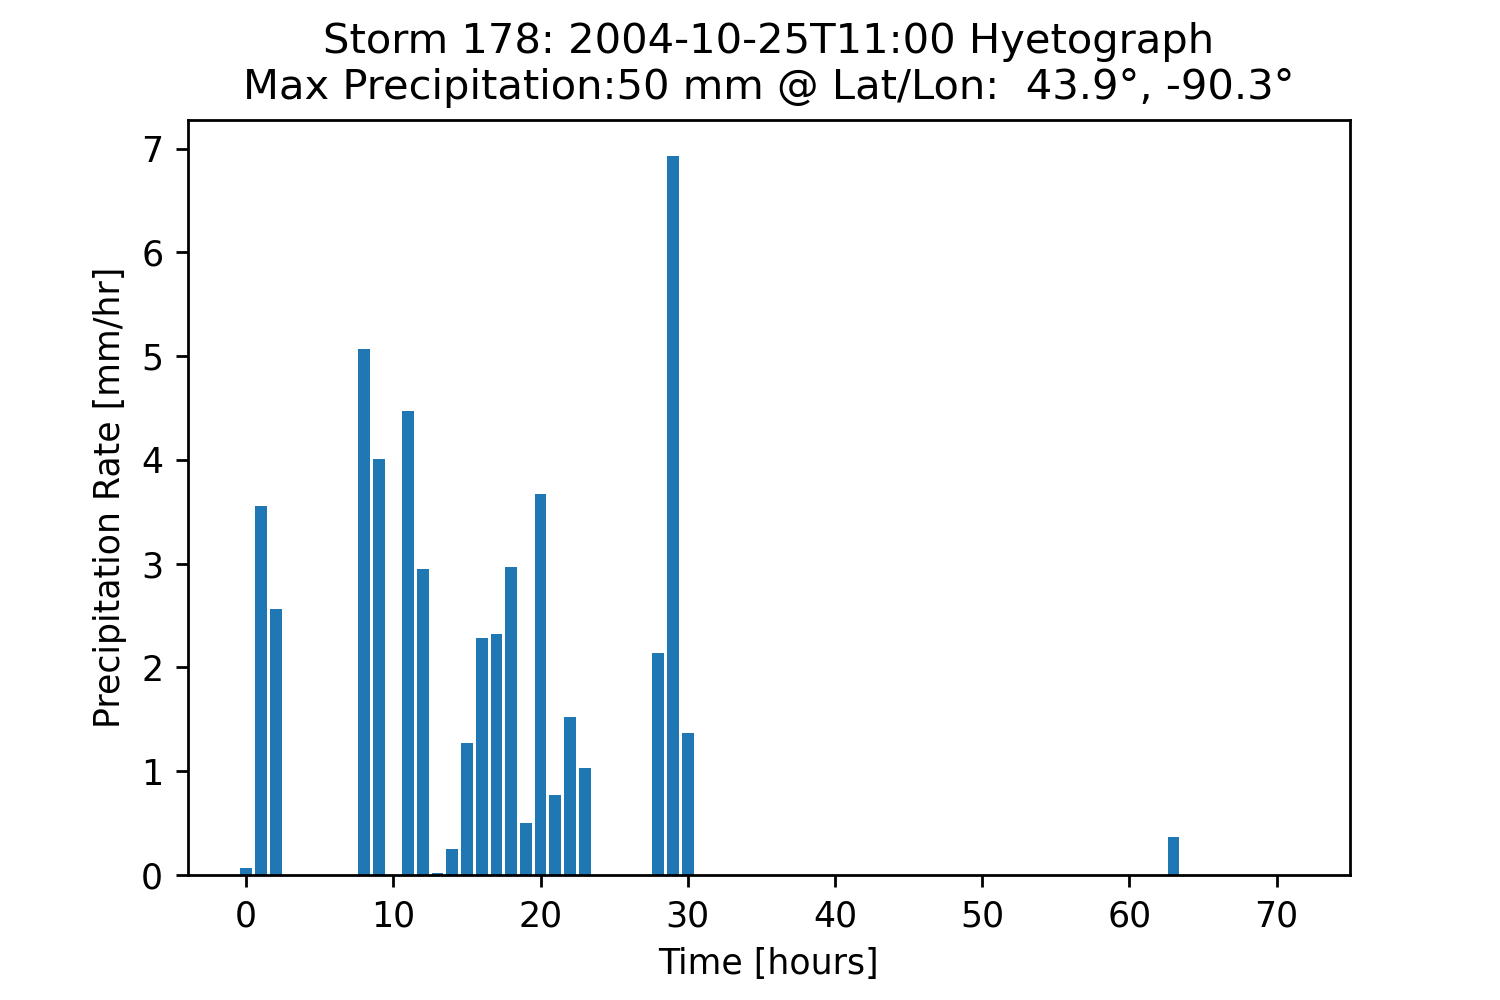 Storm 178: 2004-10-25T11:00 Hyetograph
Max Precipitation:50 mm @ Lat/Lon:  43.9°, -90.3°
7
6
5
4
3
2
1
0
Precipitation Rate [mm/hr]
0 10 20 30 40 50 60 70
Time [hours]